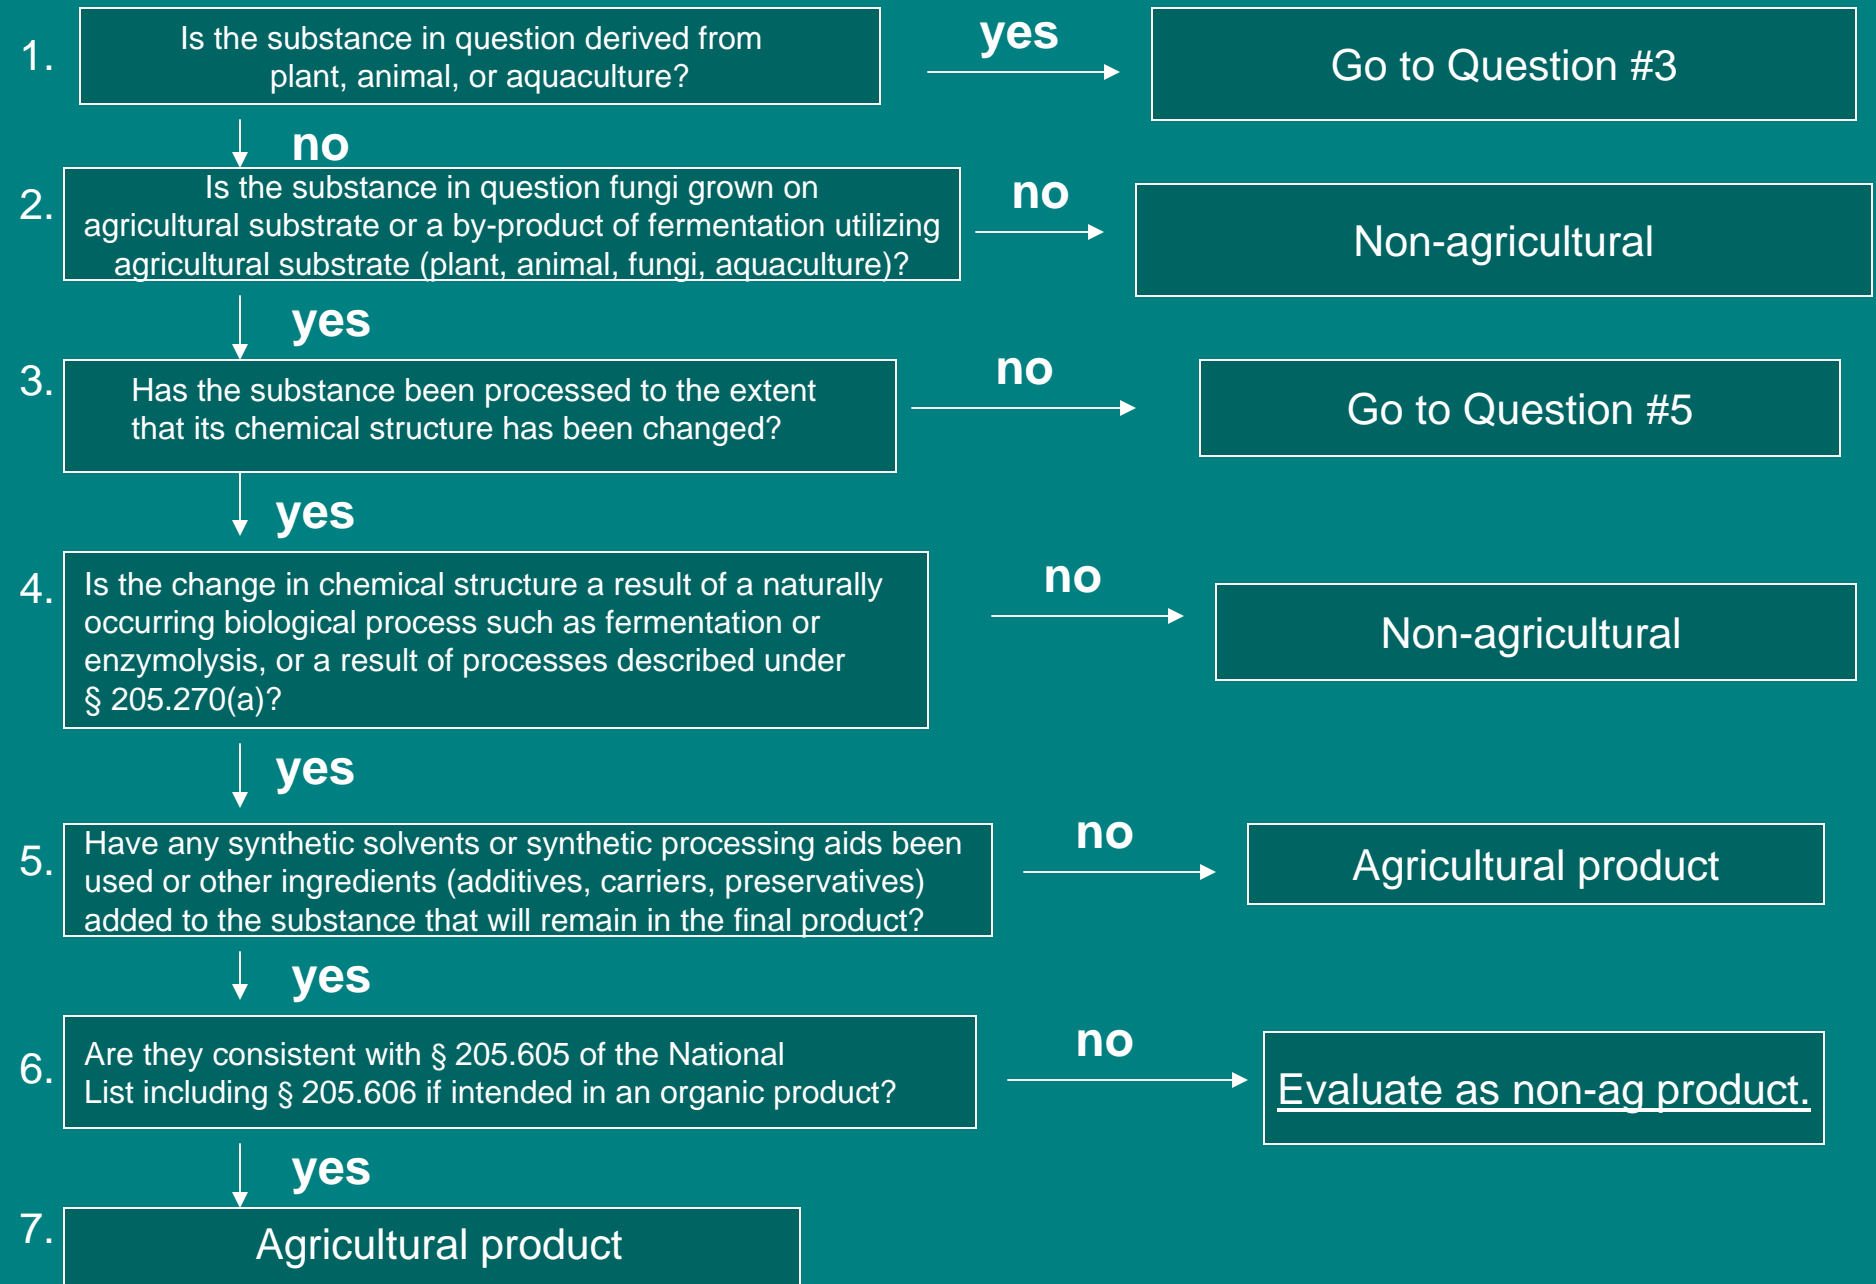 1.
Is the substance in question derived from
plant, animal, or aquaculture?
yes
Go to Question #3
no
2.
Is the substance in question fungi grown on
agricultural substrate or a by-product of fermentation utilizing
agricultural substrate (plant, animal, fungi, aquaculture)?
no
Non-agricultural
yes
3.
Has the substance been processed to the extent
that its chemical structure has been changed?
no
Go to Question #5
yes
4.
Is the change in chemical structure a result of a naturally
occurring biological process such as fermentation or
enzymolysis, or a result of processes described under
§ 205.270(a)?
no
Non-agricultural
yes
5.
Have any synthetic solvents or synthetic processing aids been
used or other ingredients (additives, carriers, preservatives)
added to the substance that will remain in the final product?
no
Agricultural product
yes
6.
Are they consistent with § 205.605 of the National
List including § 205.606 if intended in an organic product?
no
Evaluate as non-ag product.
yes
7.
Agricultural product